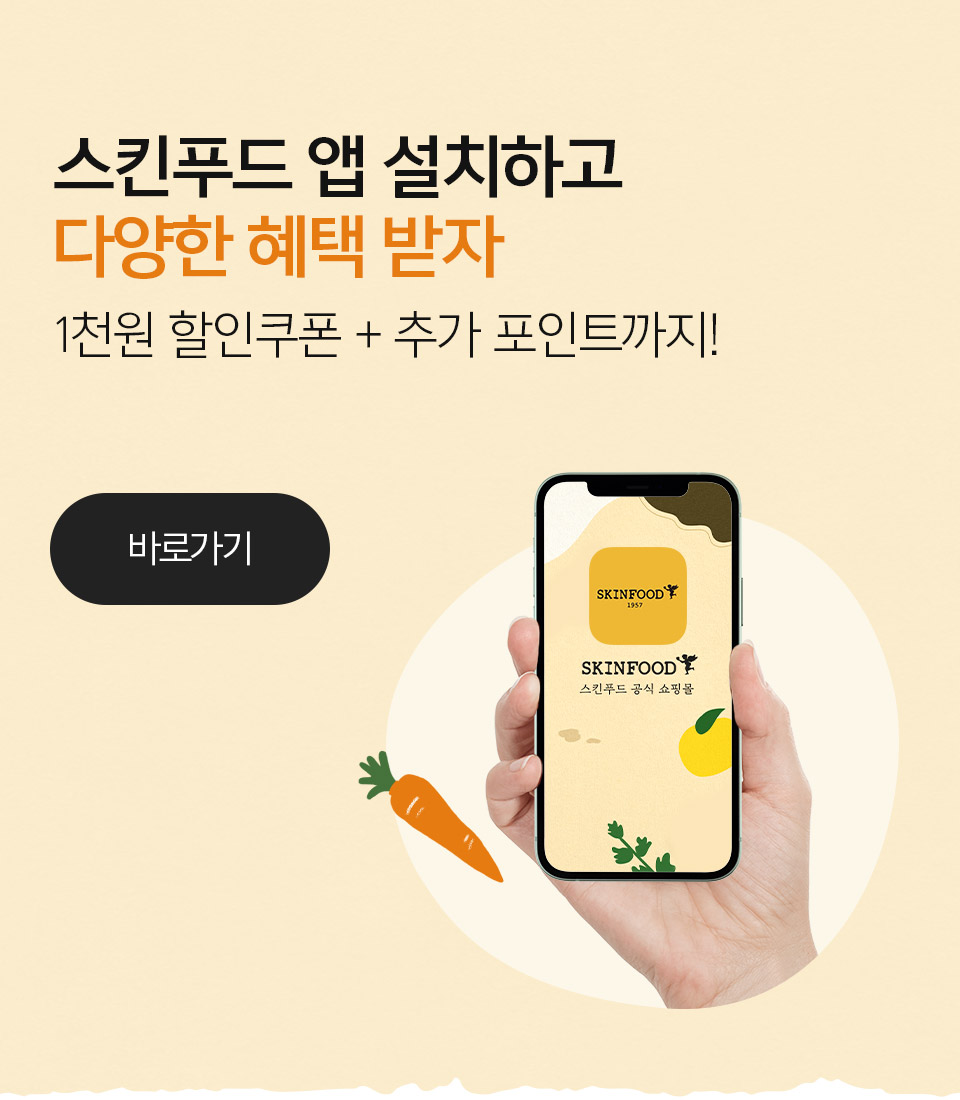 스킨푸드 앱 설치하고
다양한 혜택 받자
1천원 할인쿠폰 + 추가 포인트까지!
바로가기
SKINFOOD
1957
SKINFOOD
스킨푸드 공식 쇼핑몰